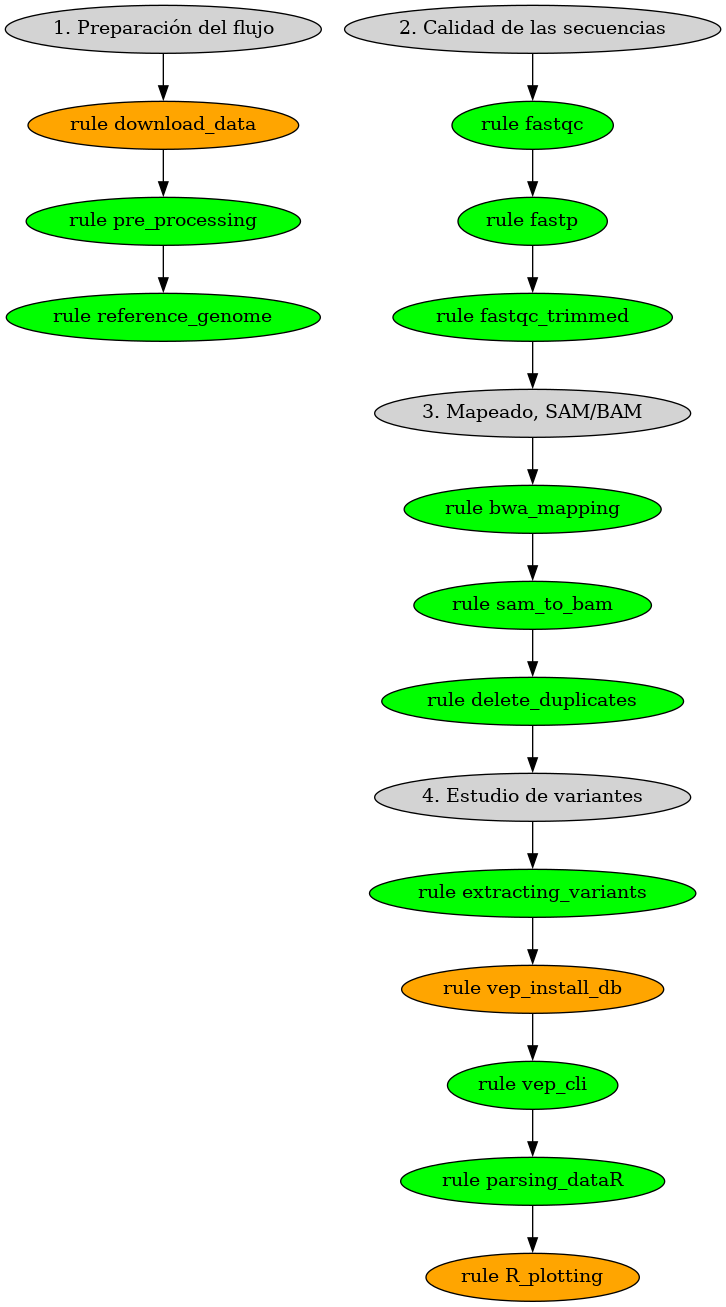 1. Preparación del flujo
rule download_data
rule pre_processing
rule reference_genome
2. Calidad de las secuencias
rule fastqc
rule fastp
rule fastqc_trimmed
3. Mapeado, SAM/BAM
rule bwa_mapping
rule sam_to_bam
rule delete_duplicates
4. Estudio de variantes
rule extracting_variants
rule vep_install_db
rule vep_cli
rule parsing_dataR
rule R_plotting